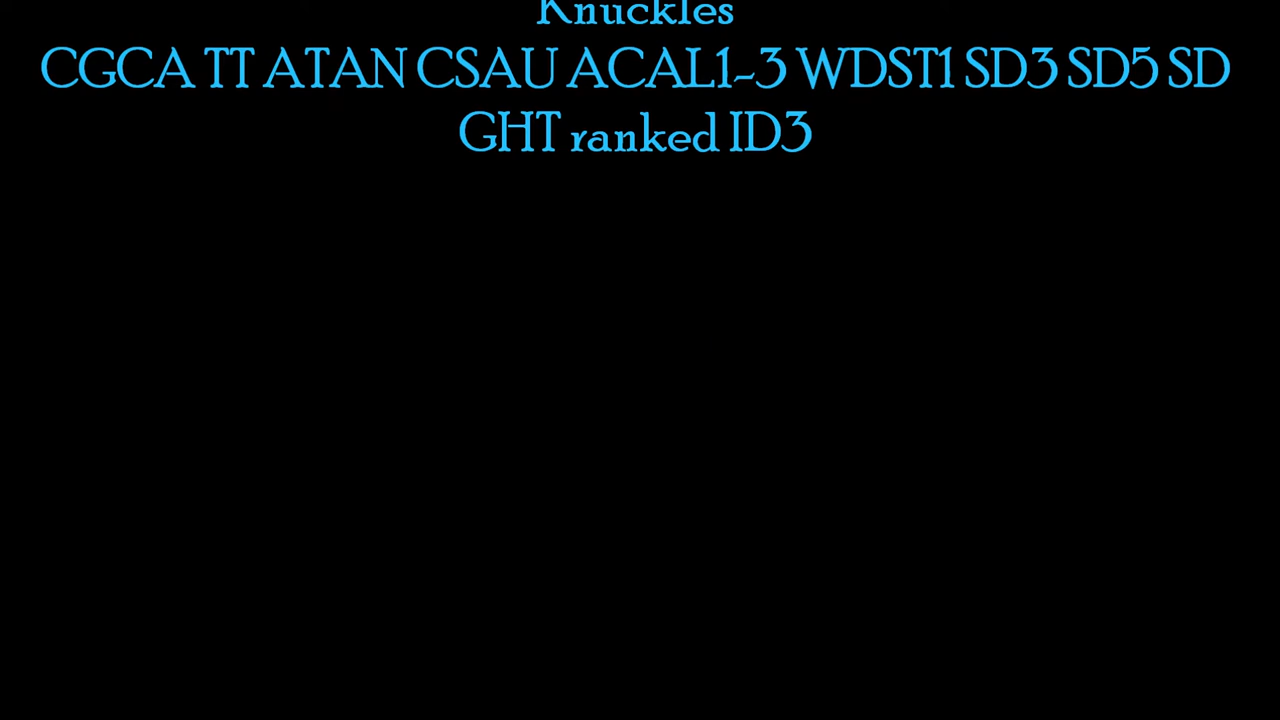 Knuckles
CGCA TT ATAN CSAU ACAL1-3 WDST1 SD3 SD5 SD
GHT ranked ID3